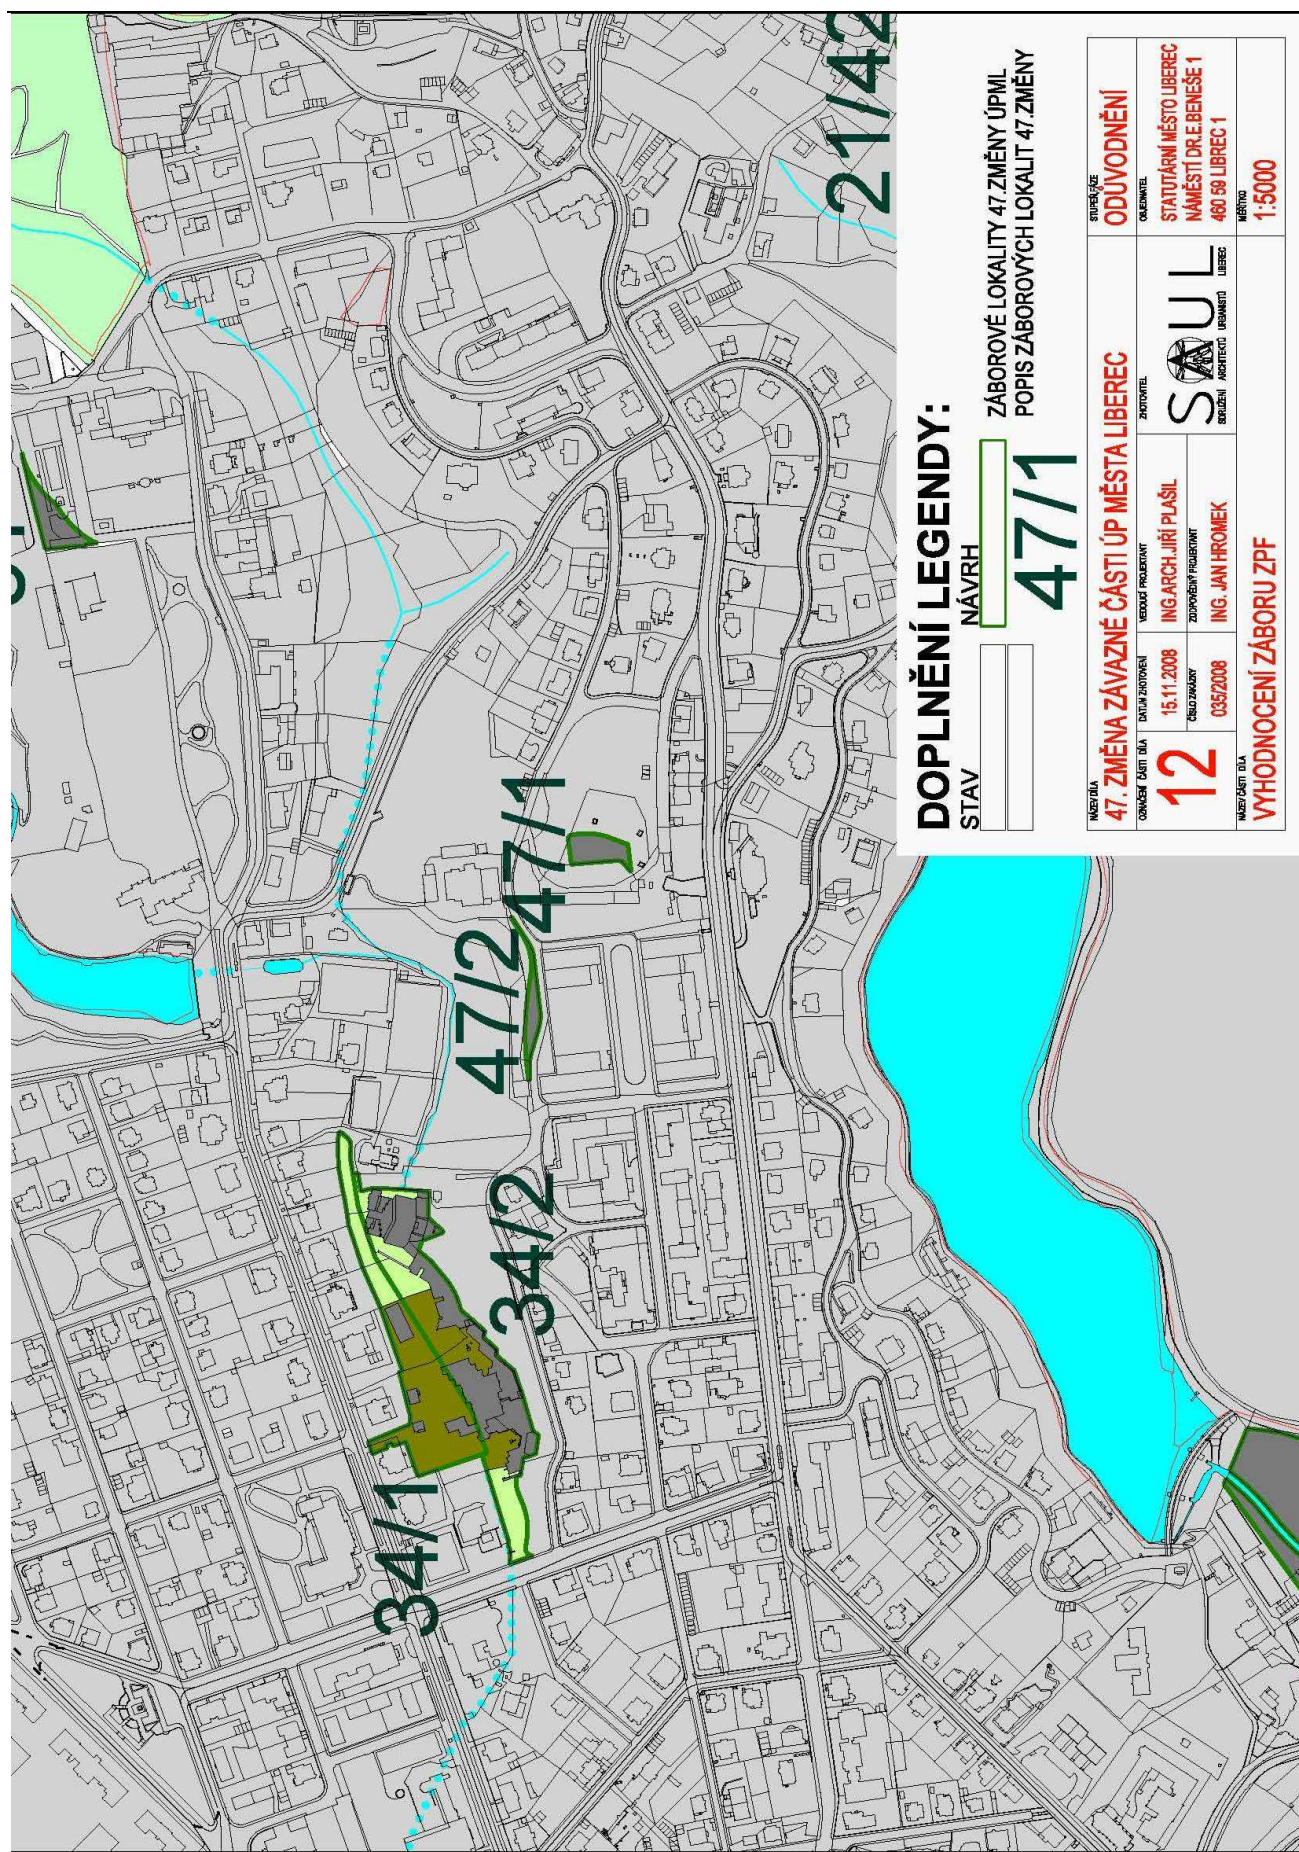 21/42
47/1
47/2
34/2
34/1
DOPLNĚNÍ LEGENDY:
STAV
NÁVRH
ZÁBOROVÉ LOKALITY 47.ZMĚNY ÚPML
47/1
POPIS ZÁBOROVÝCH LOKALIT 47.ZMĚNY
NÁZEV DÍLA
47. ZMĚNA ZÁVAZNÉ ČÁSTI ÚP MĚSTA LIBEREC
STUPEŇ/FÁZE
ODŮVODNĚNÍ
OZNAČENÍ ČÁSTI DÍLA
12
DATUM ZHOTOVENÍ
15.11.2008
VEDOUCÍ PROJEKTANT
ING.ARCH.JIŘÍ PLAŠIL
ČÍSLO ZAKÁZKY
035/2008
ZODPOVĚDNÝ PROJEKTANT
ING. JAN HROMEK
ZHOTOVITEL
SAUL
SDRUŽENÍ ARCHITEKTŮ URBANISTŮ LIBEREC
OBJEDNATEL
STATUTÁRNÍ MĚSTO LIBEREC
NÁMĚSTÍ DR.E.BENEŠE 1
460 59 LIBREC 1
NÁZEV ČÁSTI DÍLA
VYHODNOCENÍ ZÁBORU ZPF
MĚŘÍTKO
1:5000